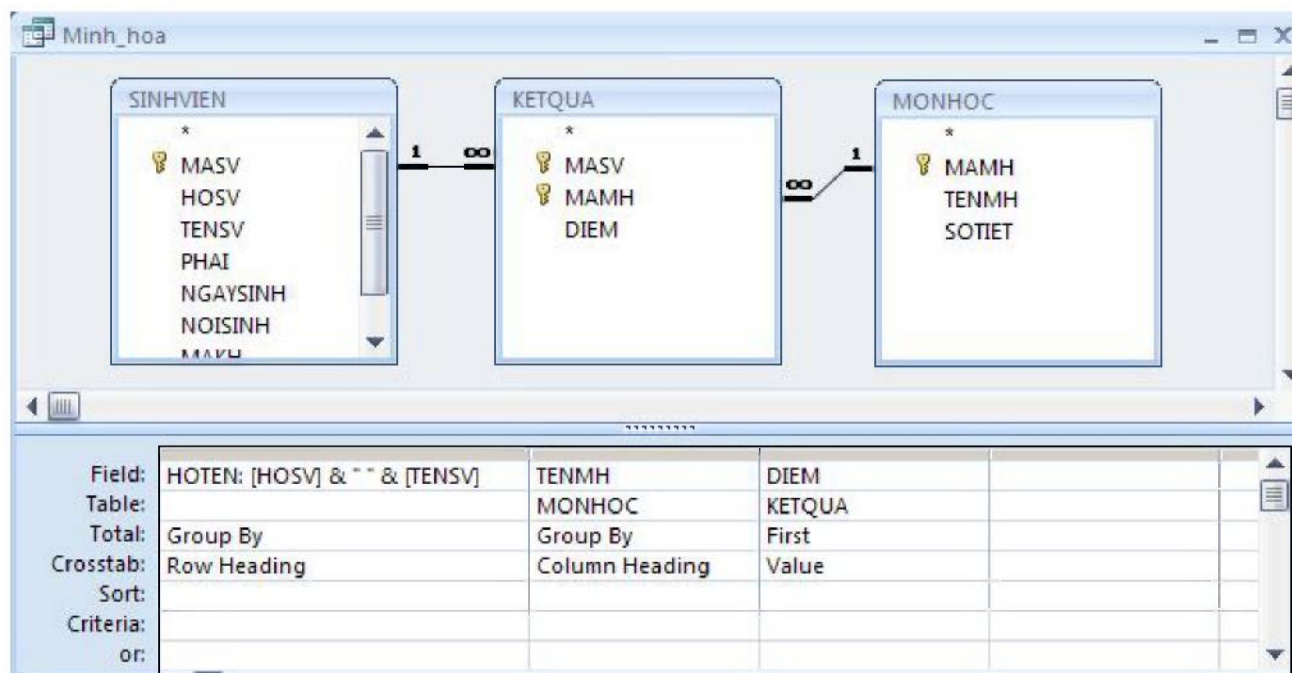 Minh_hoa
SINHVIEN
*
MASV
HOSV
TENSV
PHAI
NGAYSINH
NOISINH
MAKH
1 ∞
KETQUA
*
MASV
MAMH
DIEM
∞ 1
MONHOC
*
MAMH
TENMH
SOTIET
Field: HOTEN: [HOSV] & " " & [TENSV] TENMH DIEM
Table: MONHOC KETQUA
Total: Group By Group By First
Crosstab: Row Heading Column Heading Value
Sort:
Criteria:
or: